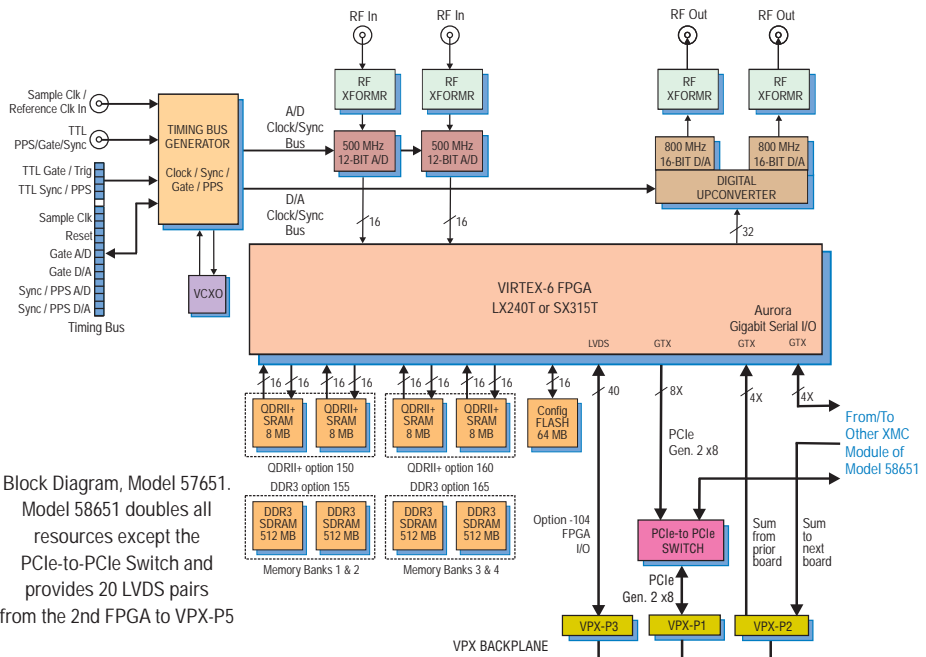 RF In
RF In
RF Out
RF Out
Sample Clk /
Reference Clk In
TTL
PPS/Gate/Sync
TTL Gate / Trig
TTL Sync / PPS
Sample Clk
Reset
Gate A/D
Gate D/A
Sync / PPS A/D
Sync / PPS D/A
Timing Bus
TIMING BUS
GENERATOR
Clock / Sync /
Gate / PPS
VCXO
A/D
Clock/Sync
Bus
D/A
Clock/Sync
Bus
RF
XFORMR
RF
XFORMR
500 MHz
12-BIT A/D
500 MHz
12-BIT A/D
16
16
RF
XFORMR
RF
XFORMR
800 MHz
16-BIT D/A
800 MHz
16-BIT D/A
DIGITAL
UPCONVERTER
32
VIRTEX-6 FPGA
LX240T or SX315T
Aurora
Gigabit Serial I/O
LVDS
GTX
GTX
GTX
16
16
16
16
16
16
16
16
16
40
8X
4X
4X
QDRII+
SRAM
8 MB
QDRII+
SRAM
8 MB
QDRII+
SRAM
8 MB
QDRII+
SRAM
8 MB
Config
FLASH
64 MB
QDRII+ option 150
QDRII+ option 160
DDR3 option 155
DDR3 option 165
DDR3
SDRAM
512 MB
DDR3
SDRAM
512 MB
DDR3
SDRAM
512 MB
DDR3
SDRAM
512 MB
Memory Banks 1 & 2
Memory Banks 3 & 4
PCIe
Gen. 2 x8
From/To
Other XMC
Module of
Model 58651
Option -104
FPGA
I/O
PCIe-to PCIe
SWITCH
Sum
from
prior
board
Sum
to
next
board
PCIe
Gen. 2 x8
VPX-P3
VPX-P1
VPX-P2
VPX BACKPLANE
Block Diagram, Model 57651.
Model 58651 doubles all
resources except the
PCIe-to-PCIe Switch and
provides 20 LVDS pairs
from the 2nd FPGA to VPX-P5